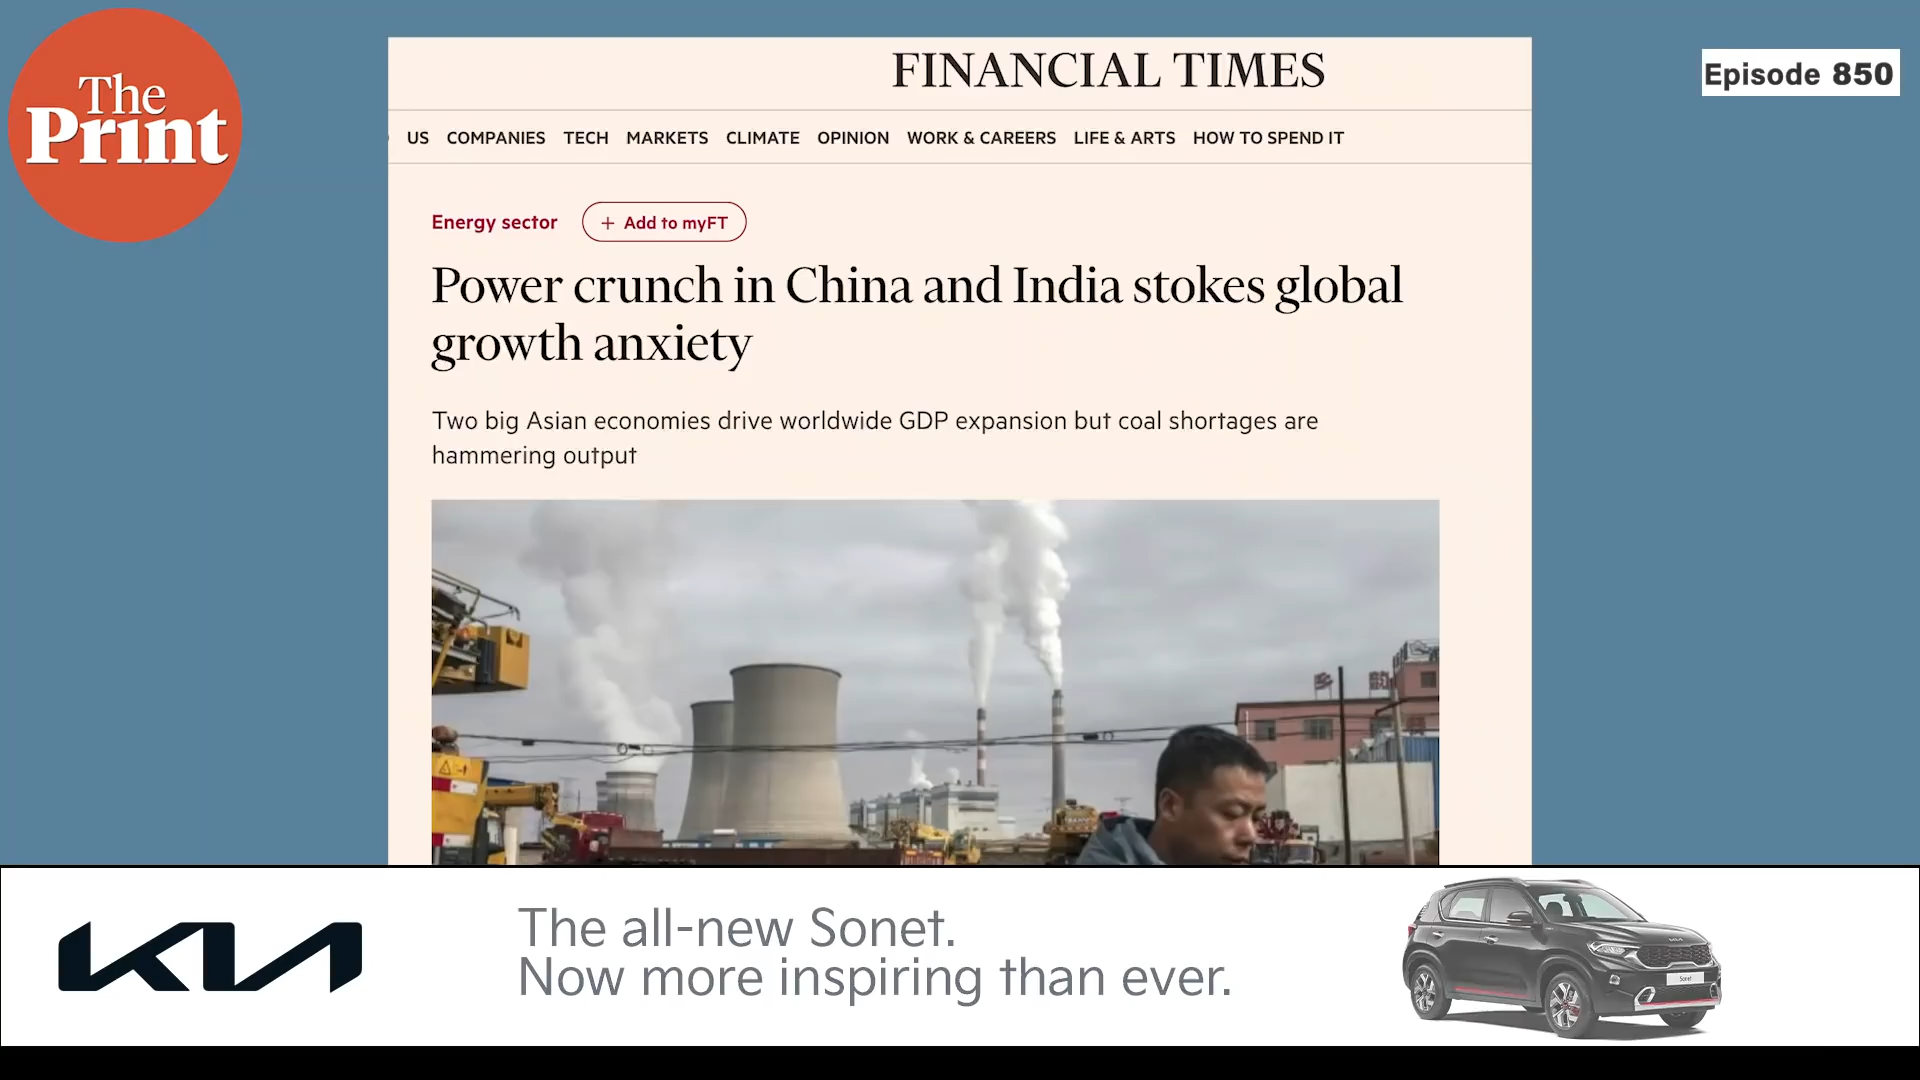 The
Print
Episode 850
FINANCIAL TIMES
US COMPANIES TECH MARKETS CLIMATE OPINION WORK & CAREERS LIFE & ARTS HOW TO SPEND IT
Energy sector + Add to myFT
Power crunch in China and India stokes global
growth anxiety
Two big Asian economies drive worldwide GDP expansion but coal shortages are
hammering output
KIA
The all-new Sonet.
Now more inspiring than ever.
Sonet